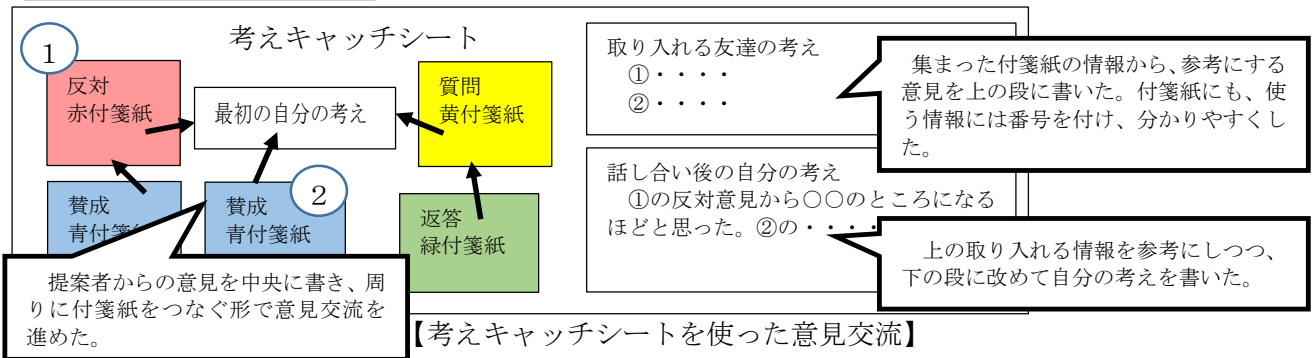 考えキャッチシート
1
反対
赤付箋紙
最初の自分の考え
質問
黄付箋紙
賛成
青付箋紙
賛成
青付箋紙
2
返答
緑付箋紙
提案者からの意見を中央に書き、周
りに付箋紙をつなぐ形で意見交流を
進めた。
取り入れる友達の考え
①・・・・
②・・・・
集まった付箋紙の情報から、参考にする
意見を上の段に書いた。付箋紙にも、使
う情報には番号を付け、分かりやすくし
た。
話し合い後の自分の考え
①の反対意見から○○のところになる
ほどと思った。②の・・・・
上の取り入れる情報を参考にしつつ、
下の段に改めて自分の考えを書いた。
【考えキャッチシートを使った意見交流】